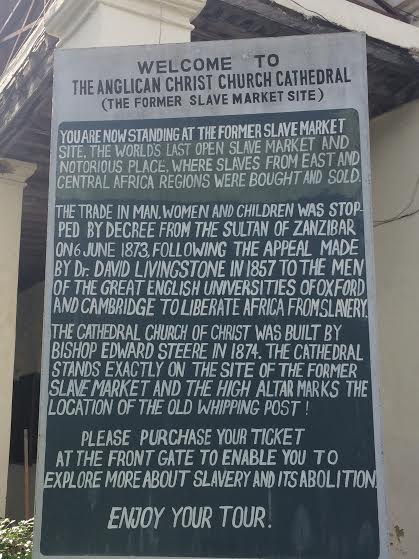 WELCOME TO
THE ANGLICAN CHRIST CHURCH CATHEDRAL
(THE FORMER SLAVE MARKET SITE)
YOU ARE NOW STANDING AT THE FORMER SLAVE MARKET
SITE, THE WORLD'S LAST OPEN SLAVE MARKET AND
NOTORIOUS PLACE, WHERE SLAVES FROM EAST AND
CENTRAL AFRICA REGIONS WERE BOUGHT AND SOLD.
THE TRADE IN MAN, WOMEN AND CHILDREN WAS STOP-
PED BY DECREE FROM THE SULTAN OF ZANZIBAR
ON 6 JUNE 1873, FOLLOWING THE APPEAL MADE
BY Dr. DAVID LIVINGSTONE IN 1857 TO THE MEN
OF THE GREAT ENGLISH UNIVERSITIES OF OXFORD
AND CAMBRIDGE TO LIBERATE AFRICA FROM SLAVERY.
THE CATHEDRAL CHURCH OF CHRIST WAS BUILT BY
BISHOP EDWARD STEERE IN 1874. THE CATHEDRAL
STANDS EXACTLY ON THE SITE OF THE FORMER
SLAVE MARKET AND THE HIGH ALTAR MARKS THE
LOCATION OF THE OLD WHIPPING POST!
PLEASE PURCHASE YOUR TICKET
AT THE FRONT GATE TO ENABLE YOU TO
EXPLORE MORE ABOUT SLAVERY AND ITS ABOLITION.
ENJOY YOUR TOUR.